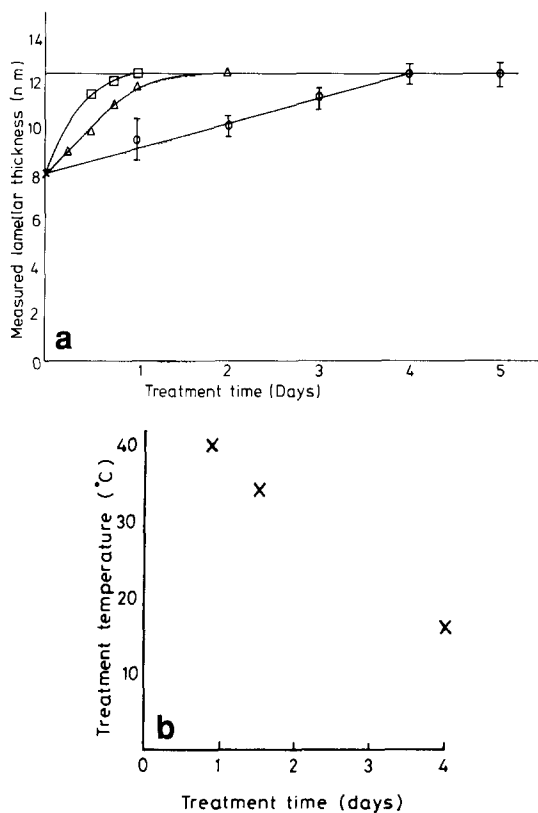 14
12
10
8
6
4
2
0
Measured lamellar thickness (nm)
a
1 2 3 4 5
Treatment time (Days)
40
30
20
10
Treatment temperature (°C)
b
0 1 2 3 4
Treatment time (days)